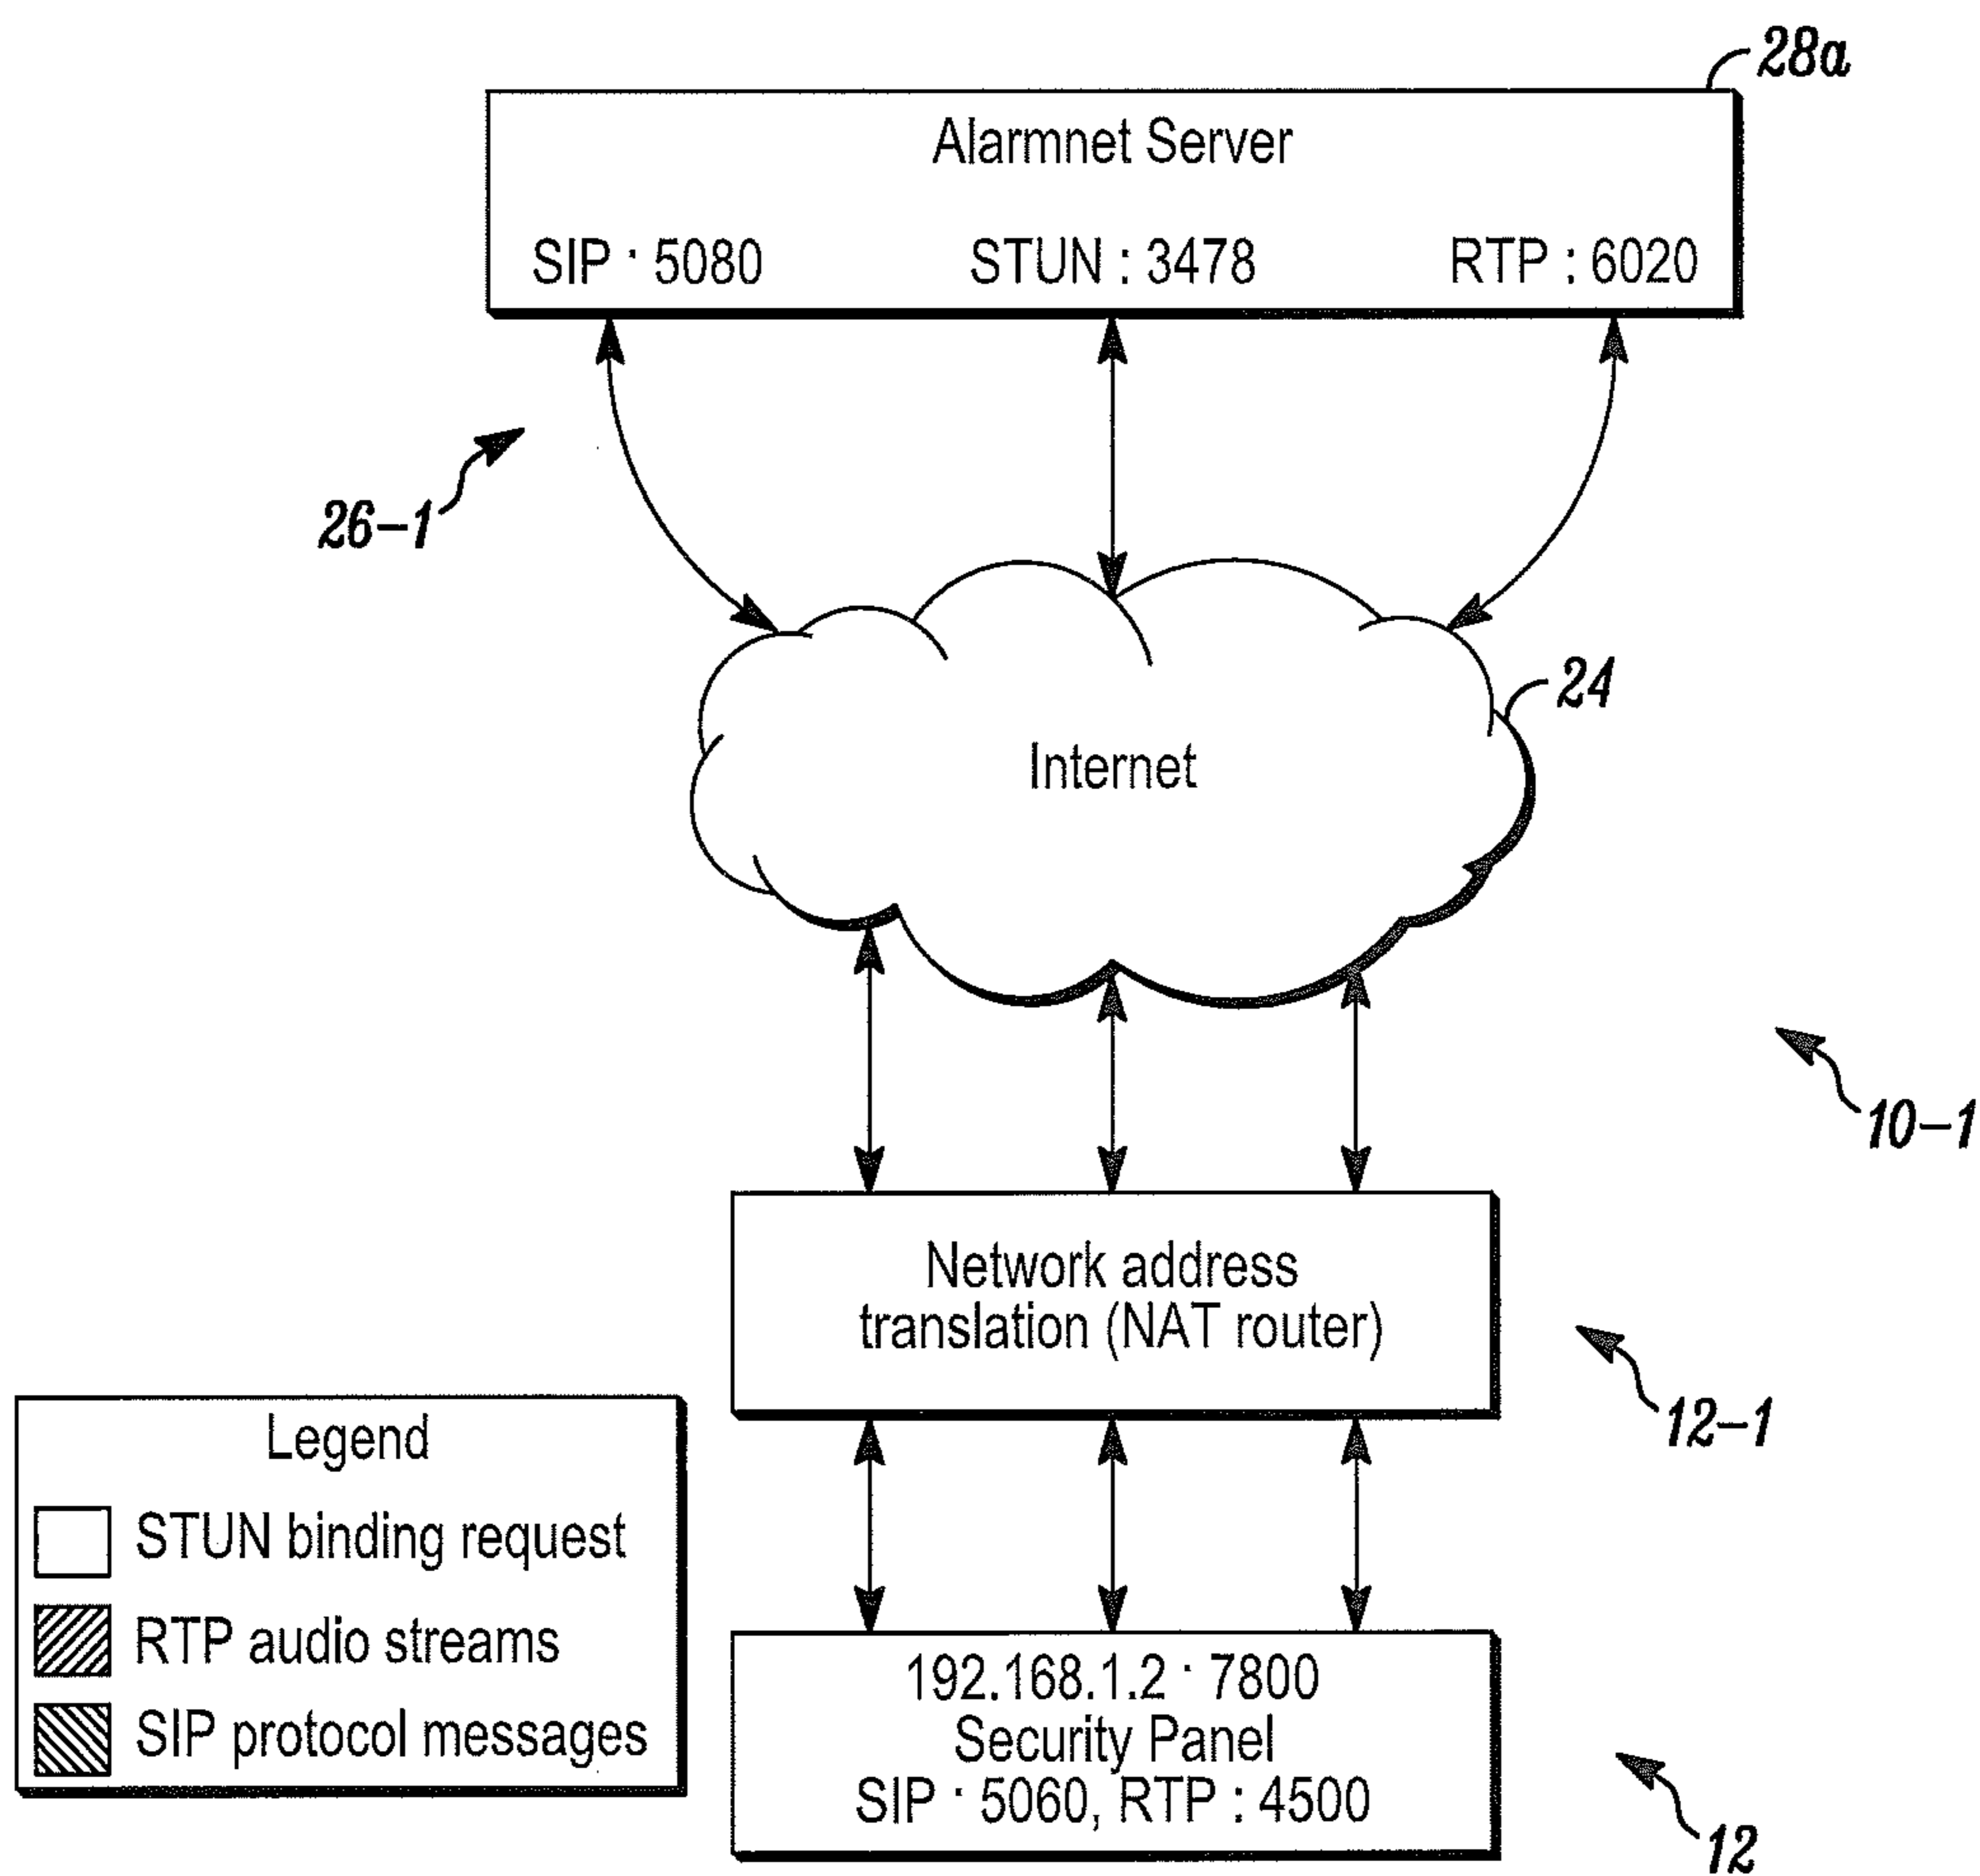 28a
Alarmnet Server
SIP : 5080 STUN : 3478 RTP : 6020
26-1
24
Internet
10-1
Network address
translation (NAT router)
12-1
Legend
STUN binding request
RTP audio streams
SIP protocol messages
192.168.1.2 : 7800
Security Panel
SIP : 5060, RTP : 4500
12